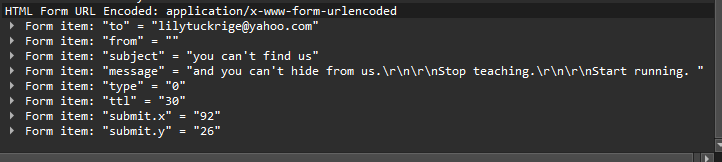 HTML Form URL Encoded: application/x-www-form-urlencoded
Form item: "to" = "lilytuckrige@yahoo.com"
Form item: "from" = ""
Form item: "subject" = "you can't find us"
Form item: "message" = "and you can't hide from us.\r\n\r\nStop teaching.\r\n\r\nStart running. "
Form item: "type" = "0"
Form item: "ttl" = "30"
Form item: "submit.x" = "92"
Form item: "submit.y" = "26"